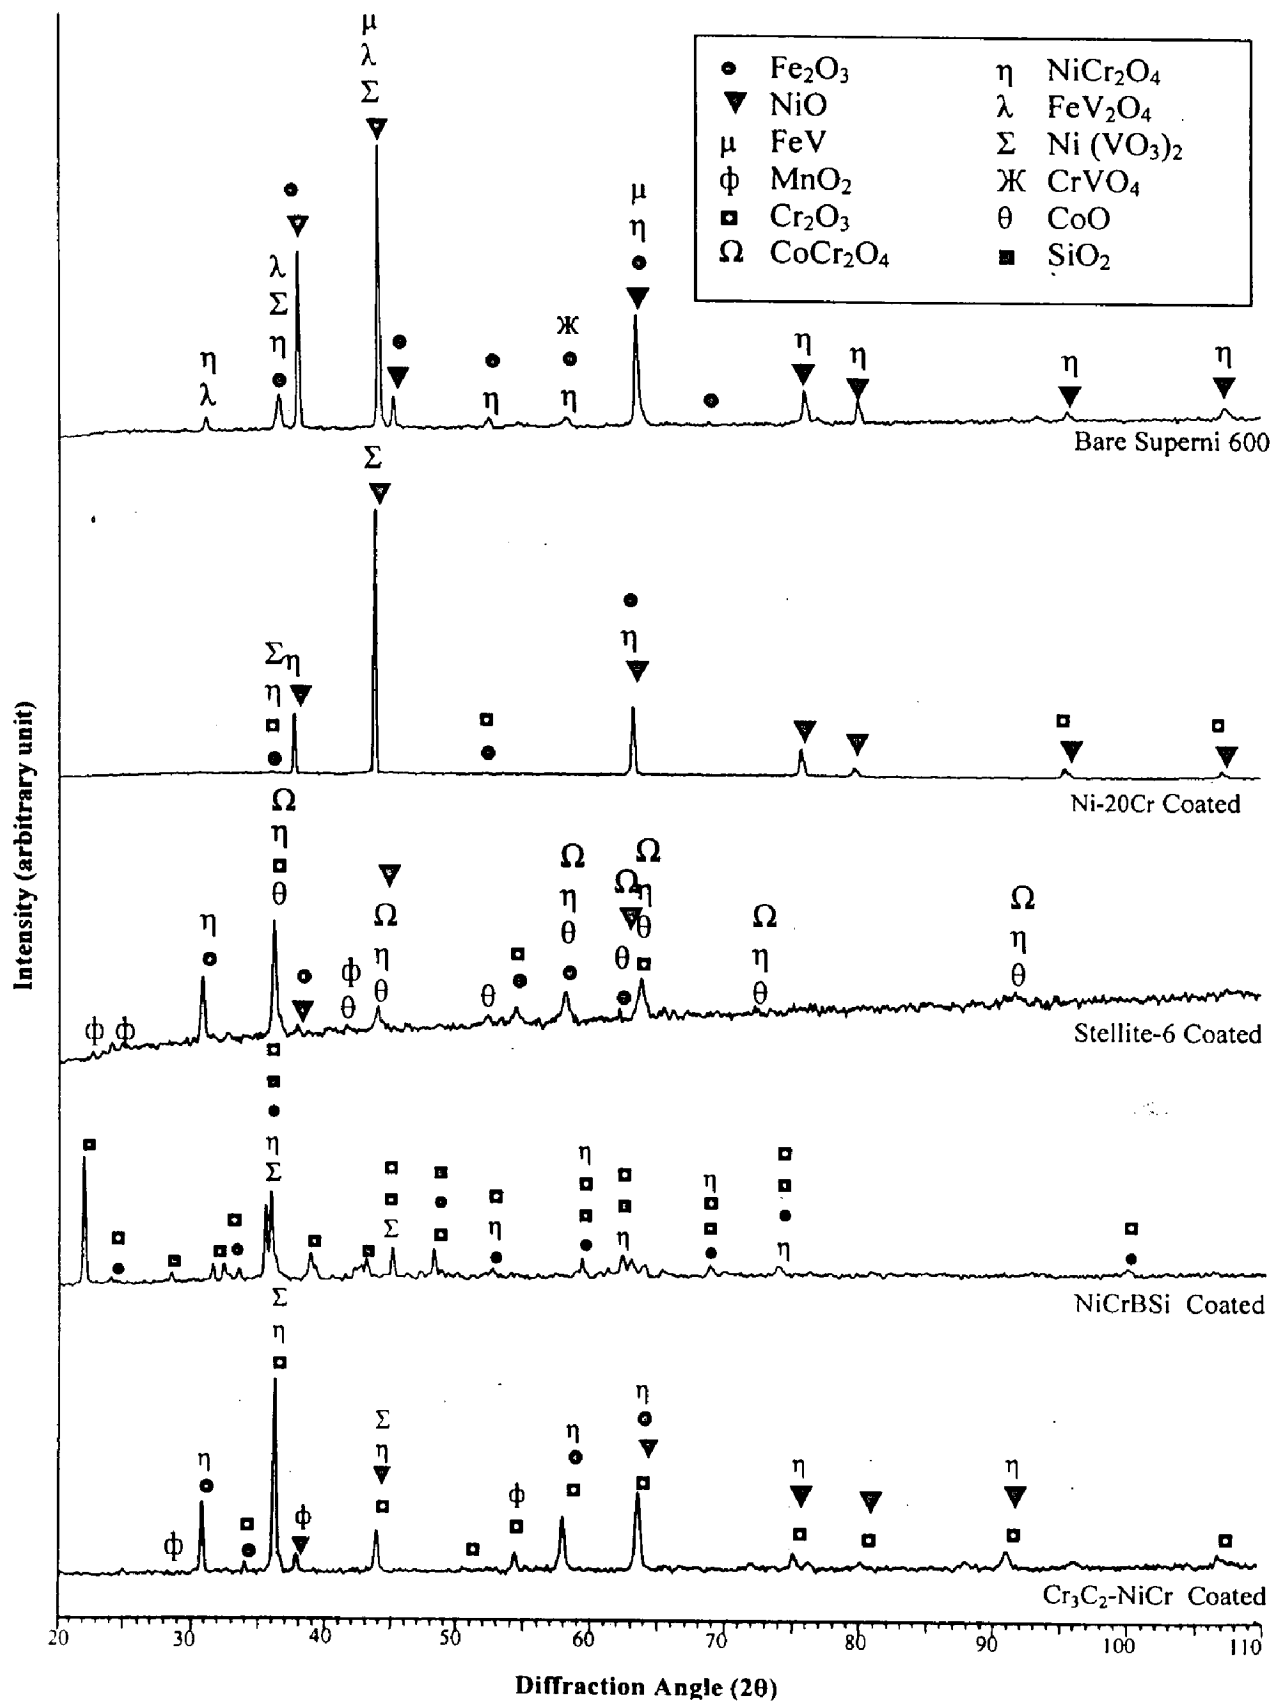 μ
λ
Σ
▼
● Fe₂O₃ η NiCr₂O₄
▼ NiO λ FeV₂O₄
μ FeV Σ Ni (VO₃)₂
ф MnO₂ Ж CrVO₄
◘ Cr₂O₃ θ CoO
Ω CoCr₂O₄ ■ SiO₂
● μ
▼ η
λ ●
Σ ▼
η ● Ж
η ● ▼ ● ● η η η η
λ η η ● ▼ ▼ ▼ ▼
Bare Superni 600
Σ
▼
●
Σ η η
η ▼ ▼
◘ ◘ ▼ ▼ ◘ ◘
● ● ▼ ▼
Ni-20Cr Coated
Ω
η Ω Ω
◘ ▼ Ω
θ η η Ω
η Ω θ ▼ θ Ω
● ● ф η ◘ ● θ ◘ η η
▼ θ θ θ ● ● θ θ
ф ф
Stellite-6 Coated
◘
■
●
◘ η η ◘
Σ ◘ ◘ ◘ ◘ η ◘
◘ ● ◘ ◘ ◘ ●
◘ ◘ Σ ◘ η ◘ η ◘ η ◘
● ◘ ◘ ● ◘ ◘ ● ● ● ●
NiCrBSi Coated
Σ
η
◘
η
Σ η ●
η η ● ▼ η η
● ▼ ◘ ф ◘ ◘ ▼ ▼ ▼
ф ◘ ● ф ▼ ◘ ◘ ◘ ◘ ◘ ◘
Cr₃C₂-NiCr Coated
Intensity (arbitrary unit)
20 30 40 50 60 70 80 90 100 110
Diffraction Angle (2θ)